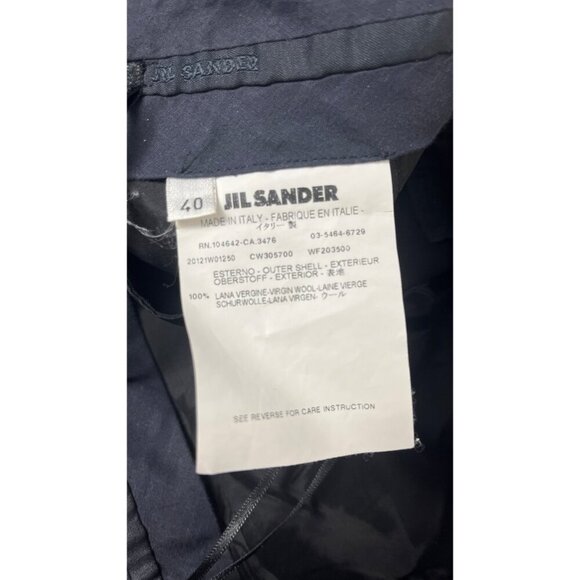 JIL SANDER
40
JIL SANDER
MADE IN ITALY - FABRIQUE EN ITALIE -
イタリー 製
RN.104642-CA.3476 03-5464-6729
20121W01250 CW305700 WF203500
ESTERNO - OUTER SHELL - EXTERIEUR
OBERSTOFF - EXTERIOR - 表地
100% LANA VERGINE-VIRGIN WOOL-LAINE VIERGE
SCHURWOLLE-LANA VIRGEN- ウール
SEE REVERSE FOR CARE INSTRUCTION